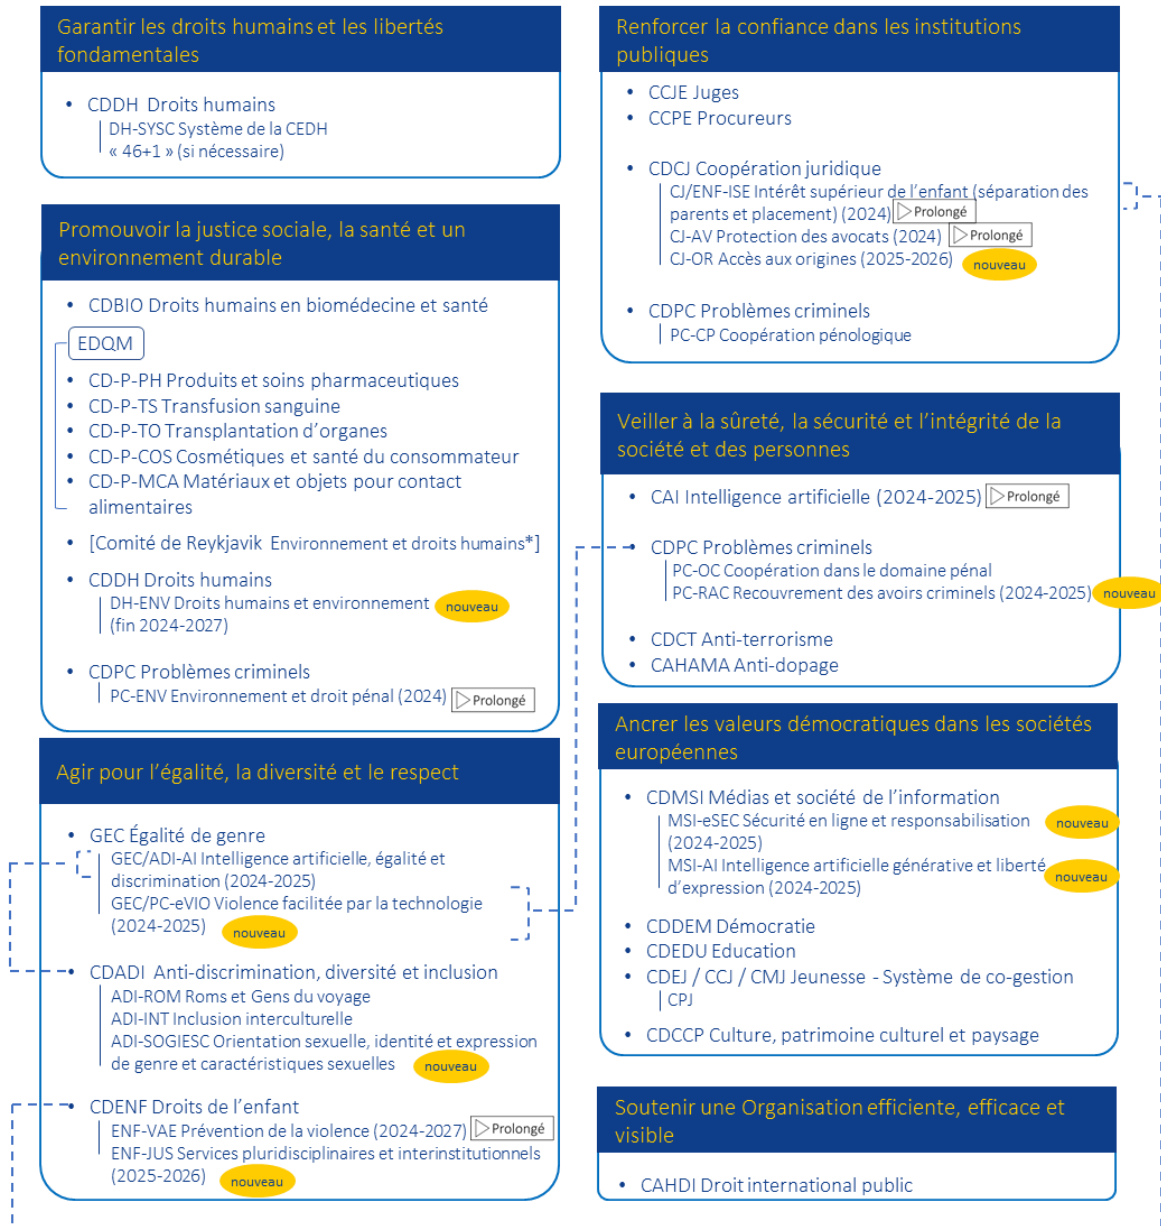 Garantir les droits humains et les libertés
fondamentales
• CDDH Droits humains
DH-SYSC Système de la CEDH
« 46+1 » (si nécessaire)
Promouvoir la justice sociale, la santé et un
environnement durable
• CDBIO Droits humains en biomédecine et santé
EDQM
• CD-P-PH Produits et soins pharmaceutiques
• CD-P-TS Transfusion sanguine
• CD-P-TO Transplantation d'organes
• CD-P-COS Cosmétiques et santé du consommateur
• CD-P-MCA Matériaux et objets pour contact
alimentaires
• [Comité de Reykjavik Environnement et droits humains*]
• CDDH Droits humains
DH-ENV Droits humains et environnement nouveau
(fin 2024-2027)
• CDPC Problèmes criminels
PC-ENV Environnement et droit pénal (2024) Prolongé
Agir pour l'égalité, la diversité et le respect
• GEC Égalité de genre
GEC/ADI-AI Intelligence artificielle, égalité et
discrimination (2024-2025)
GEC/PC-eVIO Violence facilitée par la technologie
(2024-2025) nouveau
• CDADI Anti-discrimination, diversité et inclusion
ADI-ROM Roms et Gens du voyage
ADI-INT Inclusion interculturelle
ADI-SOGIESC Orientation sexuelle, identité et expression
de genre et caractéristiques sexuelles nouveau
• CDENF Droits de l'enfant
ENF-VAE Prévention de la violence (2024-2027) Prolongé
ENF-JUS Services pluridisciplinaires et interinstitutionnels
(2025-2026) nouveau
Renforcer la confiance dans les institutions
publiques
• CCJE Juges
• CCPE Procureurs
• CDCJ Coopération juridique
CJ/ENF-ISE Intérêt supérieur de l'enfant (séparation des
parents et placement) (2024) Prolongé
CJ-AV Protection des avocats (2024) Prolongé
CJ-OR Accès aux origines (2025-2026) nouveau
• CDPC Problèmes criminels
PC-CP Coopération pénologique
Veiller à la sûreté, la sécurité et l'intégrité de la
société et des personnes
• CAI Intelligence artificielle (2024-2025) Prolongé
• CDPC Problèmes criminels
PC-OC Coopération dans le domaine pénal
PC-RAC Recouvrement des avoirs criminels (2024-2025) nouveau
• CDCT Anti-terrorisme
• CAHAMA Anti-dopage
Ancrer les valeurs démocratiques dans les sociétés
européennes
• CDMSI Médias et société de l'information
MSI-eSEC Sécurité en ligne et responsabilisation nouveau
(2024-2025)
MSI-AI Intelligence artificielle générative et liberté
d'expression (2024-2025) nouveau
• CDDEM Démocratie
• CDEDU Education
• CDEJ / CCJ / CMJ Jeunesse - Système de co-gestion
CPJ
• CDCCP Culture, patrimoine culturel et paysage
Soutenir une Organisation efficiente, efficace et
visible
• CAHDI Droit international public